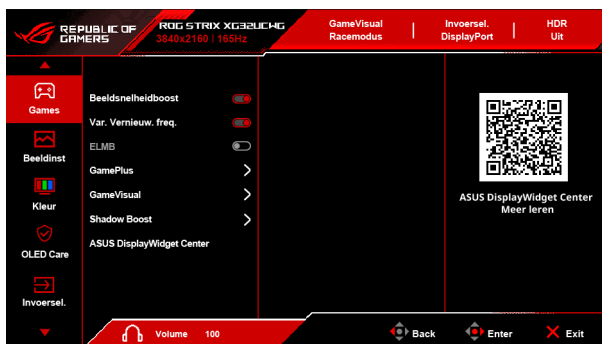 REPUBLIC OF
GAMERS
ROG STRIX XG32UCWG
3840x2160 | 165Hz
GameVisual
Racemodus
Invoersel.
DisplayPort
HDR
Uit
Games
Beeldinst
Kleur
OLED Care
Invoersel.
Beeldsnelheidboost
Var. Vernieuw. freq.
ELMB
GamePlus
GameVisual
Shadow Boost
ASUS DisplayWidget Center
ASUS DisplayWidget Center
Meer leren
Volume 100
Back
Enter
Exit